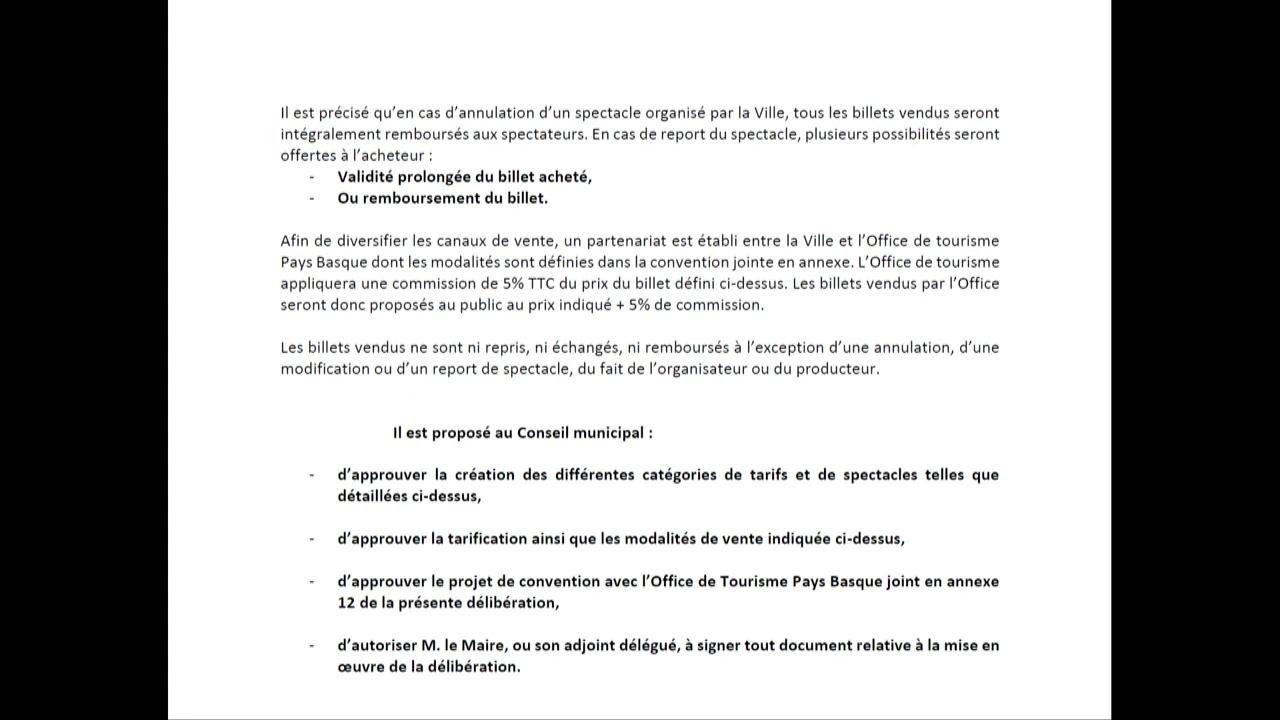 Il est précisé qu’en cas d’annulation d’un spectacle organisé par la Ville, tous les billets vendus seront
intégralement remboursés aux spectateurs. En cas de report du spectacle, plusieurs possibilités seront
offertes à l’acheteur :
- Validité prolongée du billet acheté,
- Ou remboursement du billet.
Afin de diversifier les canaux de vente, un partenariat est établi entre la Ville et l’Office de tourisme
Pays Basque dont les modalités sont définies dans la convention jointe en annexe. L’Office de tourisme
appliquera une commission de 5% TTC du prix du billet défini ci-dessus. Les billets vendus par l’Office
seront donc proposés au public au prix indiqué + 5% de commission.
Les billets vendus ne sont ni repris, ni échangés, ni remboursés à l’exception d’une annulation, d’une
modification ou d’un report de spectacle, du fait de l’organisateur ou du producteur.
Il est proposé au Conseil municipal :
- d’approuver la création des différentes catégories de tarifs et de spectacles telles que
détaillées ci-dessus,
- d’approuver la tarification ainsi que les modalités de vente indiquée ci-dessus,
- d’approuver le projet de convention avec l’Office de Tourisme Pays Basque joint en annexe
12 de la présente délibération,
- d’autoriser M. le Maire, ou son adjoint délégué, à signer tout document relative à la mise en
œuvre de la délibération.